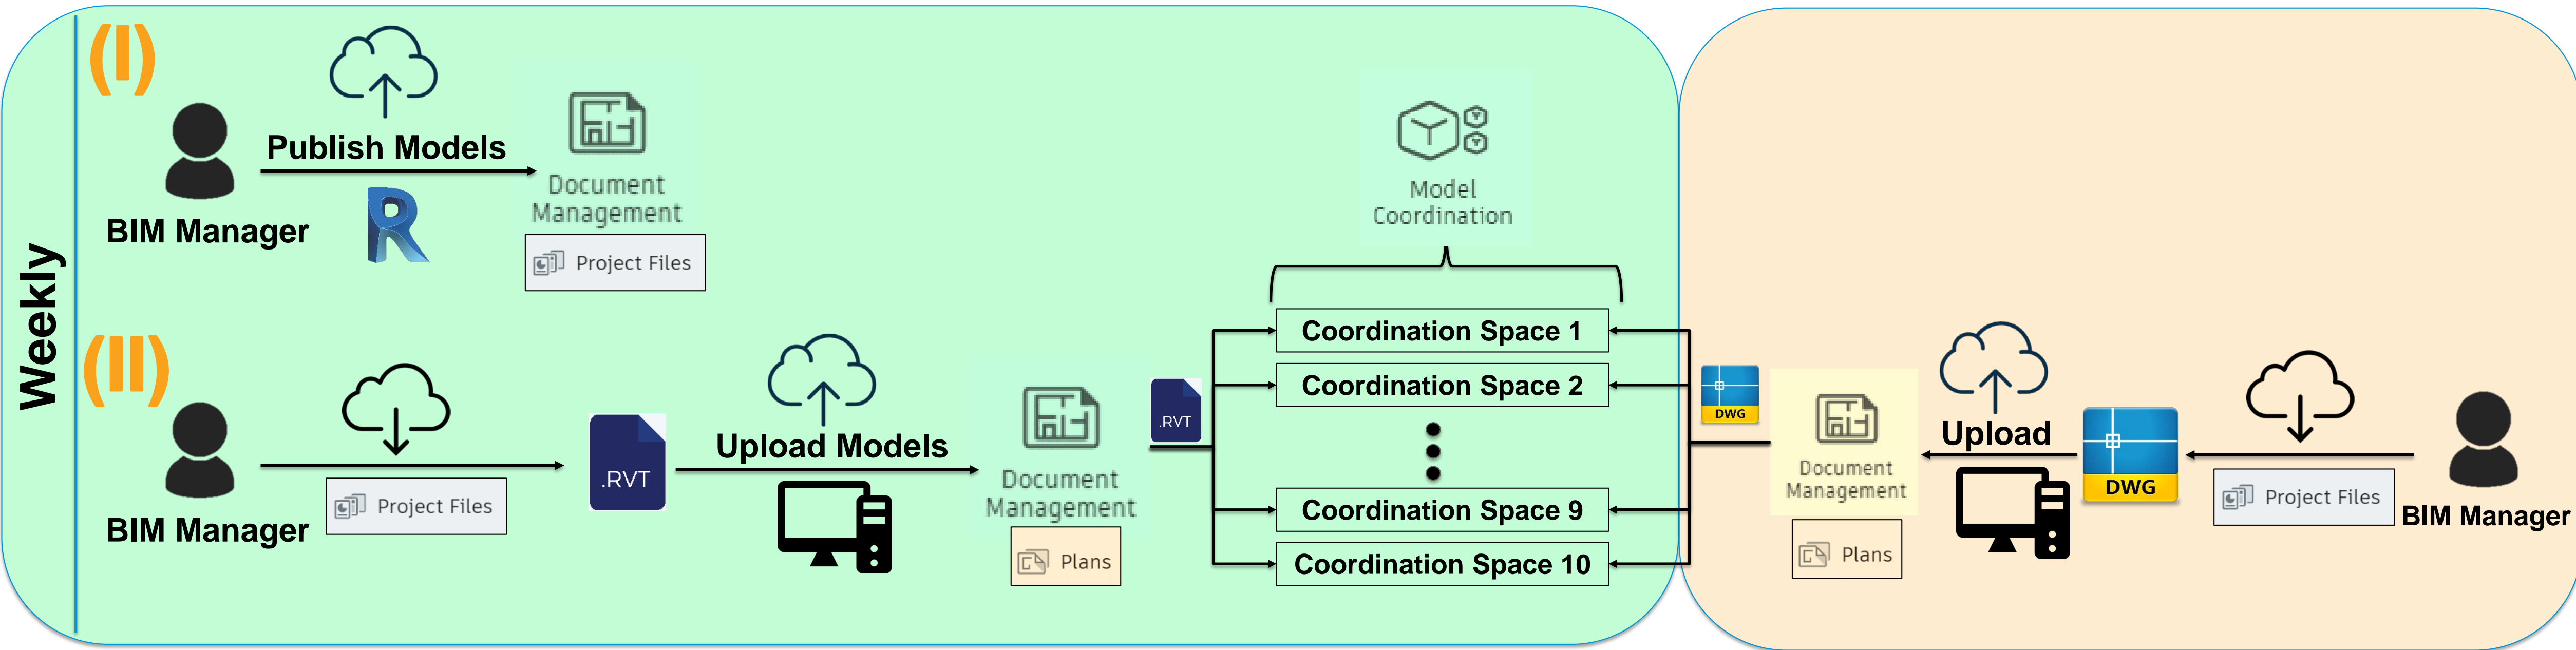 Weekly
(I)
BIM Manager
Publish Models
Document
Management
Project Files
(II)
BIM Manager
Project Files
.RVT
Upload Models
Document
Management
Plans
.RVT
Model
Coordination
Coordination Space 1
Coordination Space 2
Coordination Space 9
Coordination Space 10
DWG
Document
Management
Plans
Upload
DWG
Project Files
BIM Manager